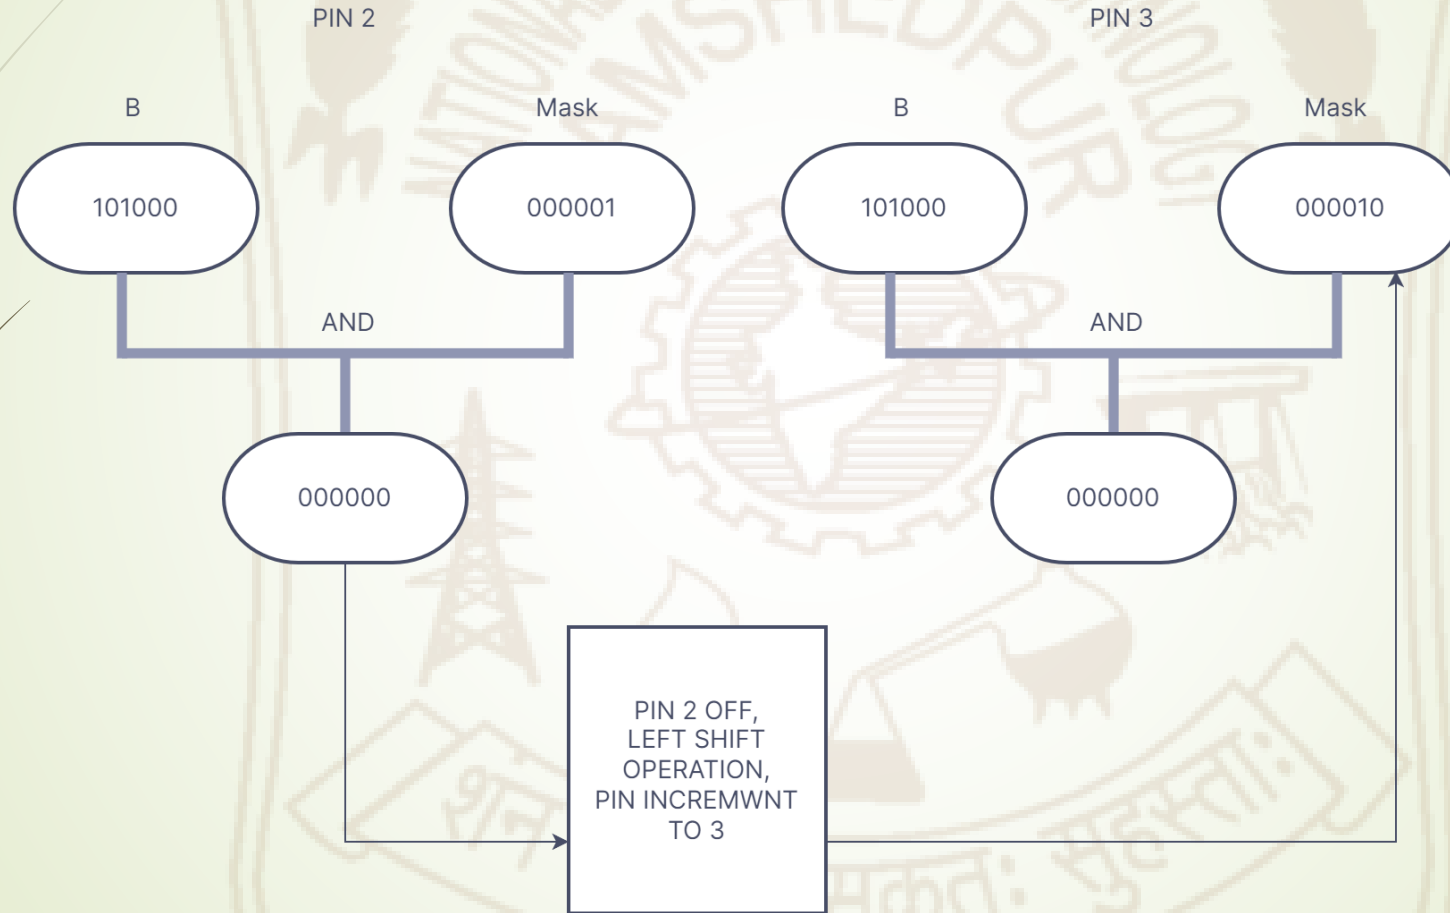 PIN 2
PIN 3
B
Mask
B
Mask
101000
000001
101000
000010
AND
AND
000000
000000
PIN 2 OFF,
LEFT SHIFT
OPERATION,
PIN INCREMWNT
TO 3
JAMSHEDPUR